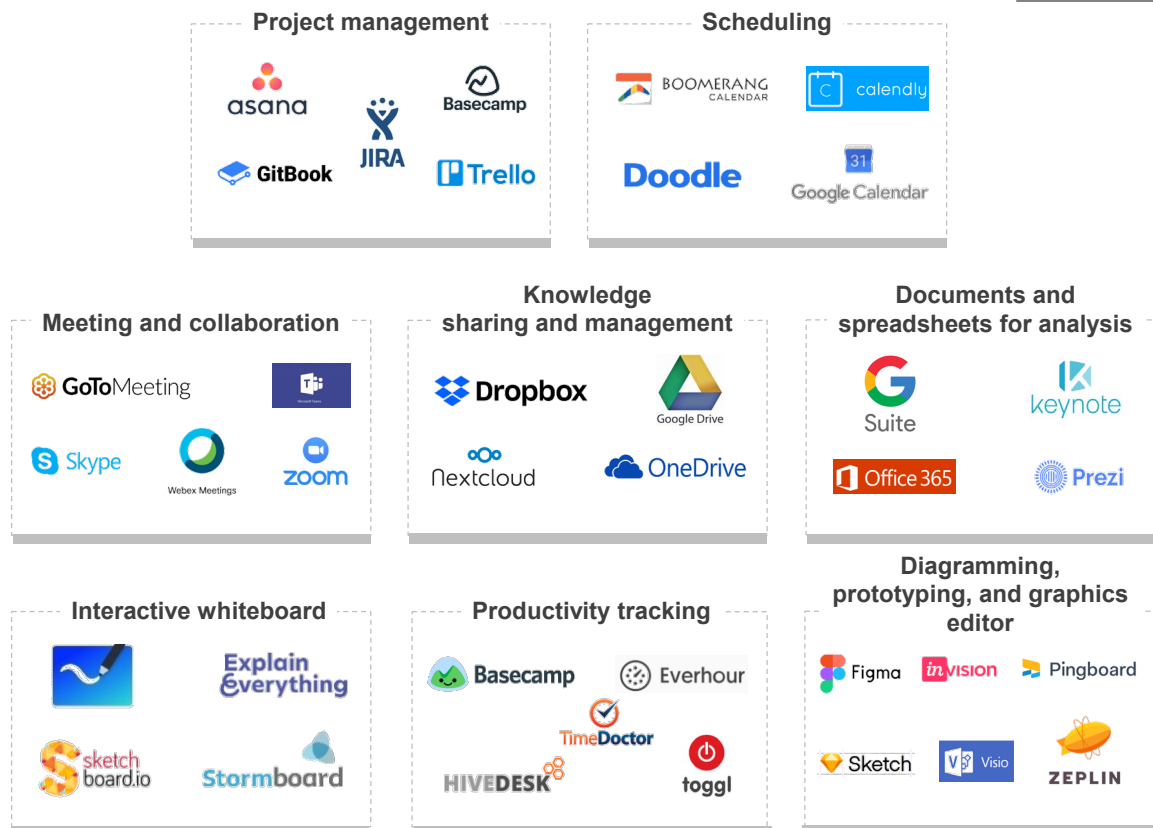 Project management
asana
JIRA
Basecamp
GitBook
Trello
Scheduling
BOOMERANG
CALENDAR
C
calendly
Doodle
31
Google Calendar
Meeting and collaboration
GoToMeeting
T
Microsoft Teams
S Skype
Webex Meetings
zoom
Knowledge
sharing and management
Dropbox
Google Drive
Nextcloud
OneDrive
Documents and
spreadsheets for analysis
G
Suite
keynote
Office 365
Prezi
Interactive whiteboard
Explain
Everything
sketch
board.io
Stormboard
Productivity tracking
Basecamp
Everhour
TimeDoctor
HIVEDESK
toggl
Diagramming,
prototyping, and graphics
editor
Figma
inVISION
Pingboard
Sketch
V Visio
ZEPLIN